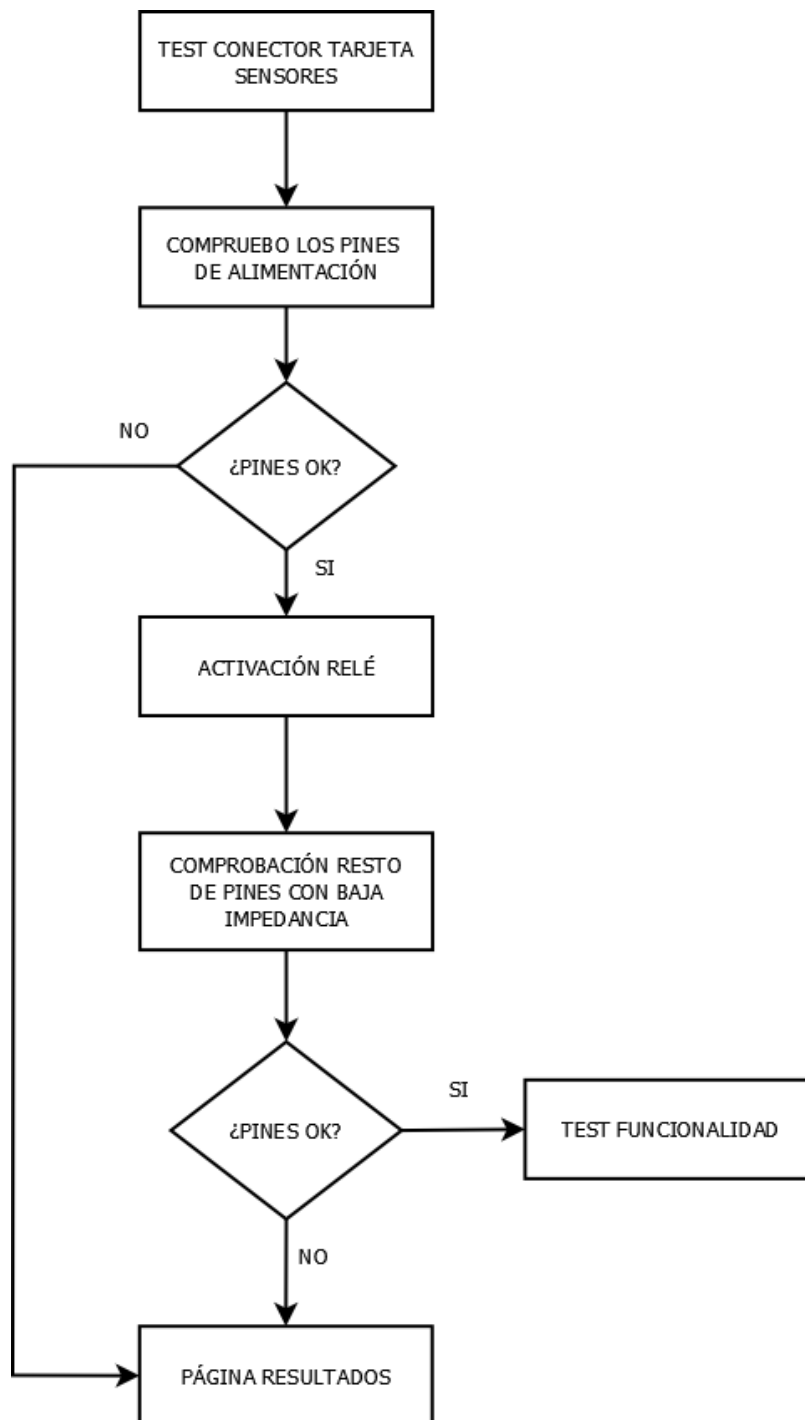 TEST CONECTOR TARJETA
SENSORES
COMPRUEBO LOS PINES
DE ALIMENTACIÓN
NO
¿PINES OK?
SI
ACTIVACIÓN RELÉ
COMPROBACIÓN RESTO
DE PINES CON BAJA
IMPEDANCIA
¿PINES OK?
SI
TEST FUNCIONALIDAD
NO
PÁGINA RESULTADOS